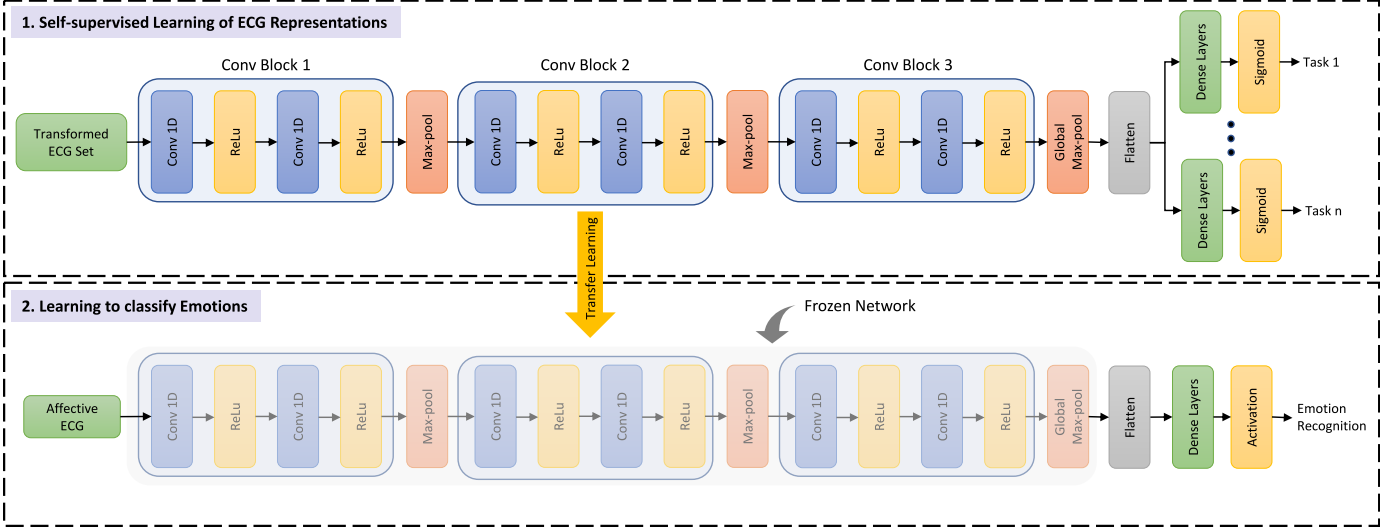 1. Self-supervised Learning of ECG Representations
Conv Block 1
Conv Block 2
Conv Block 3
Transformed
ECG Set
Conv 1D
ReLu
Conv 1D
ReLu
Max-pool
Conv 1D
ReLu
Conv 1D
ReLu
Max-pool
Conv 1D
ReLu
Conv 1D
ReLu
Global
Max-pool
Flatten
Dense Layers
Sigmoid
Task 1
Dense Layers
Sigmoid
Task n
Transfer Learning
2. Learning to classify Emotions
Frozen Network
Affective
ECG
Conv 1D
ReLu
Conv 1D
ReLu
Max-pool
Conv 1D
ReLu
Conv 1D
ReLu
Max-pool
Conv 1D
ReLu
Conv 1D
ReLu
Global
Max-pool
Flatten
Dense Layers
Activation
Emotion
Recognition